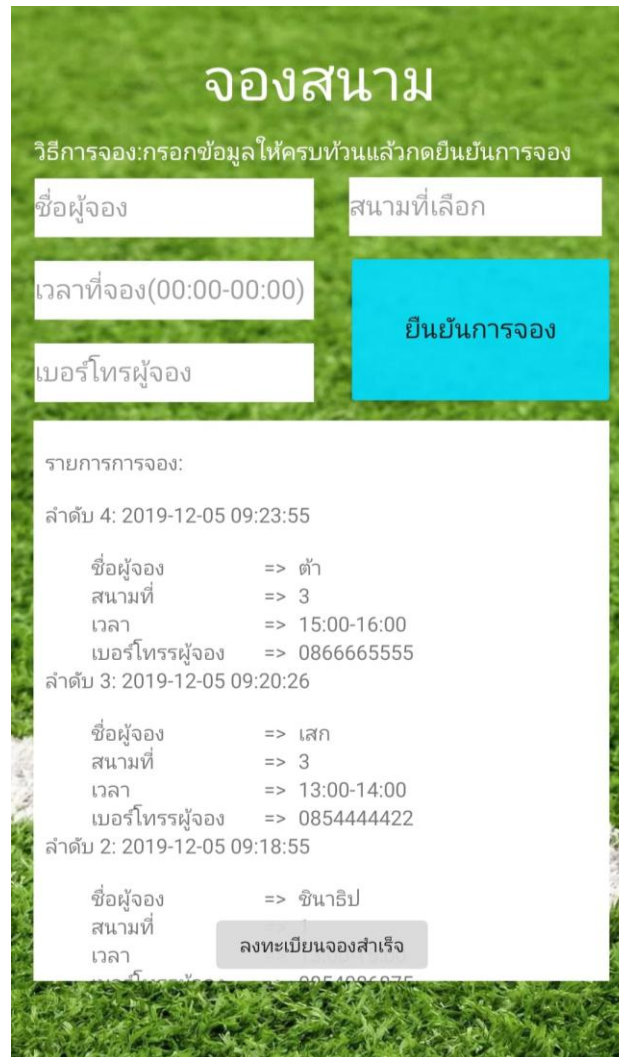 จองสนาม
วิธีการจอง:กรอกข้อมูลให้ครบท้วนแล้วกดยืนยันการจอง
ชื่อผู้จอง
สนามที่เลือก
เวลาที่จอง(00:00-00:00)
ยืนยันการจอง
เบอร์โทรผู้จอง
รายการการจอง:
ลำดับ 4: 2019-12-05 09:23:55
ชื่อผู้จอง => ต้า
สนามที่ => 3
เวลา => 15:00-16:00
เบอร์โทรรผู้จอง => 0866665555
ลำดับ 3: 2019-12-05 09:20:26
ชื่อผู้จอง => เสก
สนามที่ => 3
เวลา => 13:00-14:00
เบอร์โทรรผู้จอง => 0854444422
ลำดับ 2: 2019-12-05 09:18:55
ชื่อผู้จอง => ชินาธิป
สนามที่
เวลา
ลงทะเบียนจองสำเร็จ